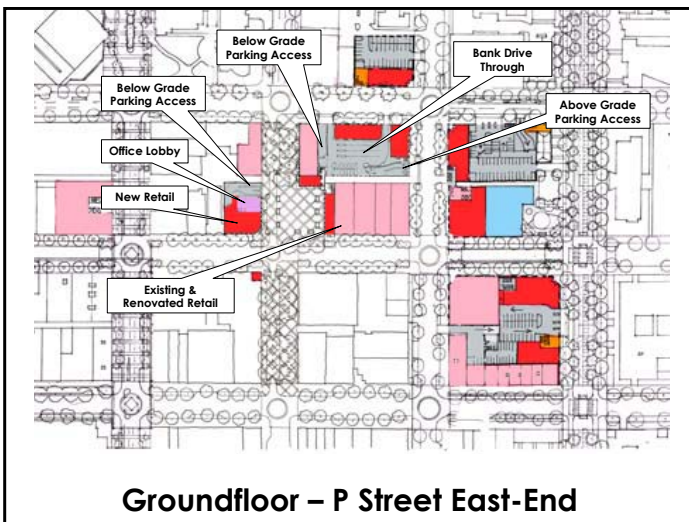 Below Grade
Parking Access
Bank Drive
Through
Below Grade
Parking Access
Above Grade
Parking Access
Office Lobby
New Retail
Existing &
Renovated Retail
Groundfloor – P Street East-End